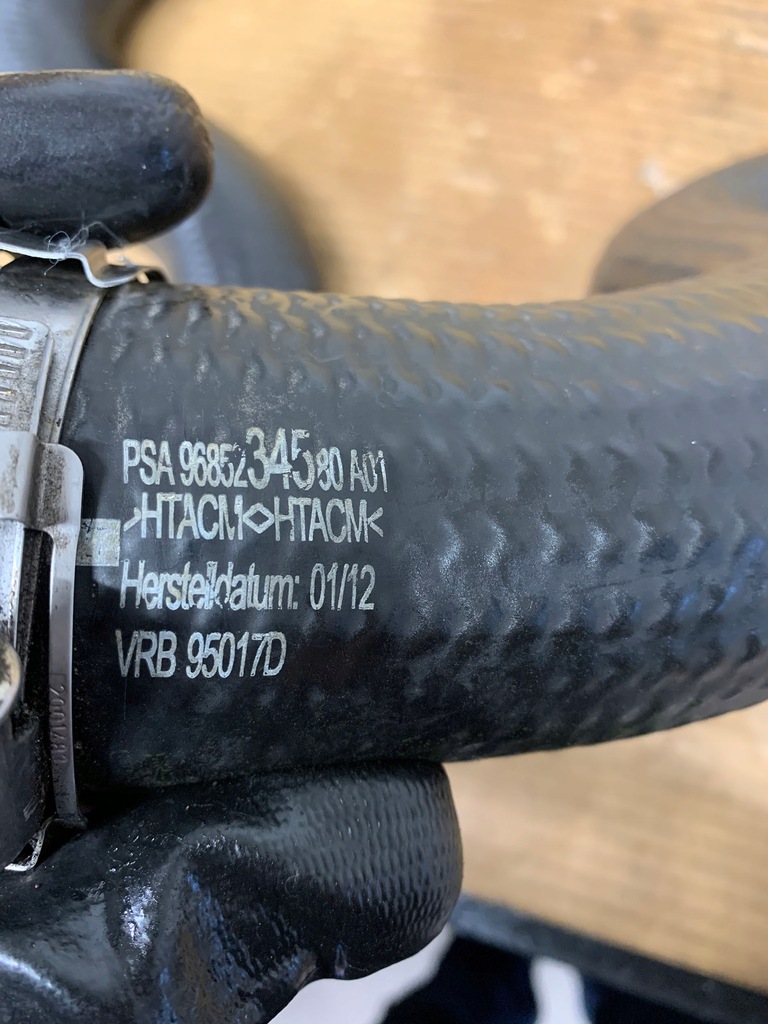 PSA 9685234580 A01
>HTACM<>HTACM<
Herstelldatum: 01/12
VRB 95017D